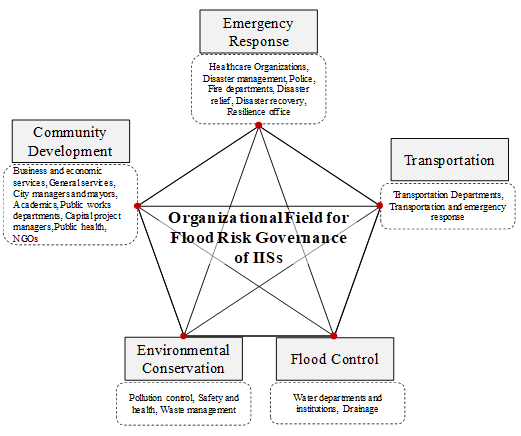 Emergency
Response
Healthcare Organizations,
Disaster management, Police,
Fire departments, Disaster
relief, Disaster recovery,
Resilience office
Community
Development
Business and economic
services, General services,
City managers and mayors,
Academics, Public works
departments, Capital project
managers, Public health,
NGOs
Transportation
Transportation Departments,
Transportation and emergency
response
Organizational Field for
Flood Risk Governance
of IISs
Environmental
Conservation
Pollution control, Safety and
health, Waste management
Flood Control
Water departments and
institutions, Drainage